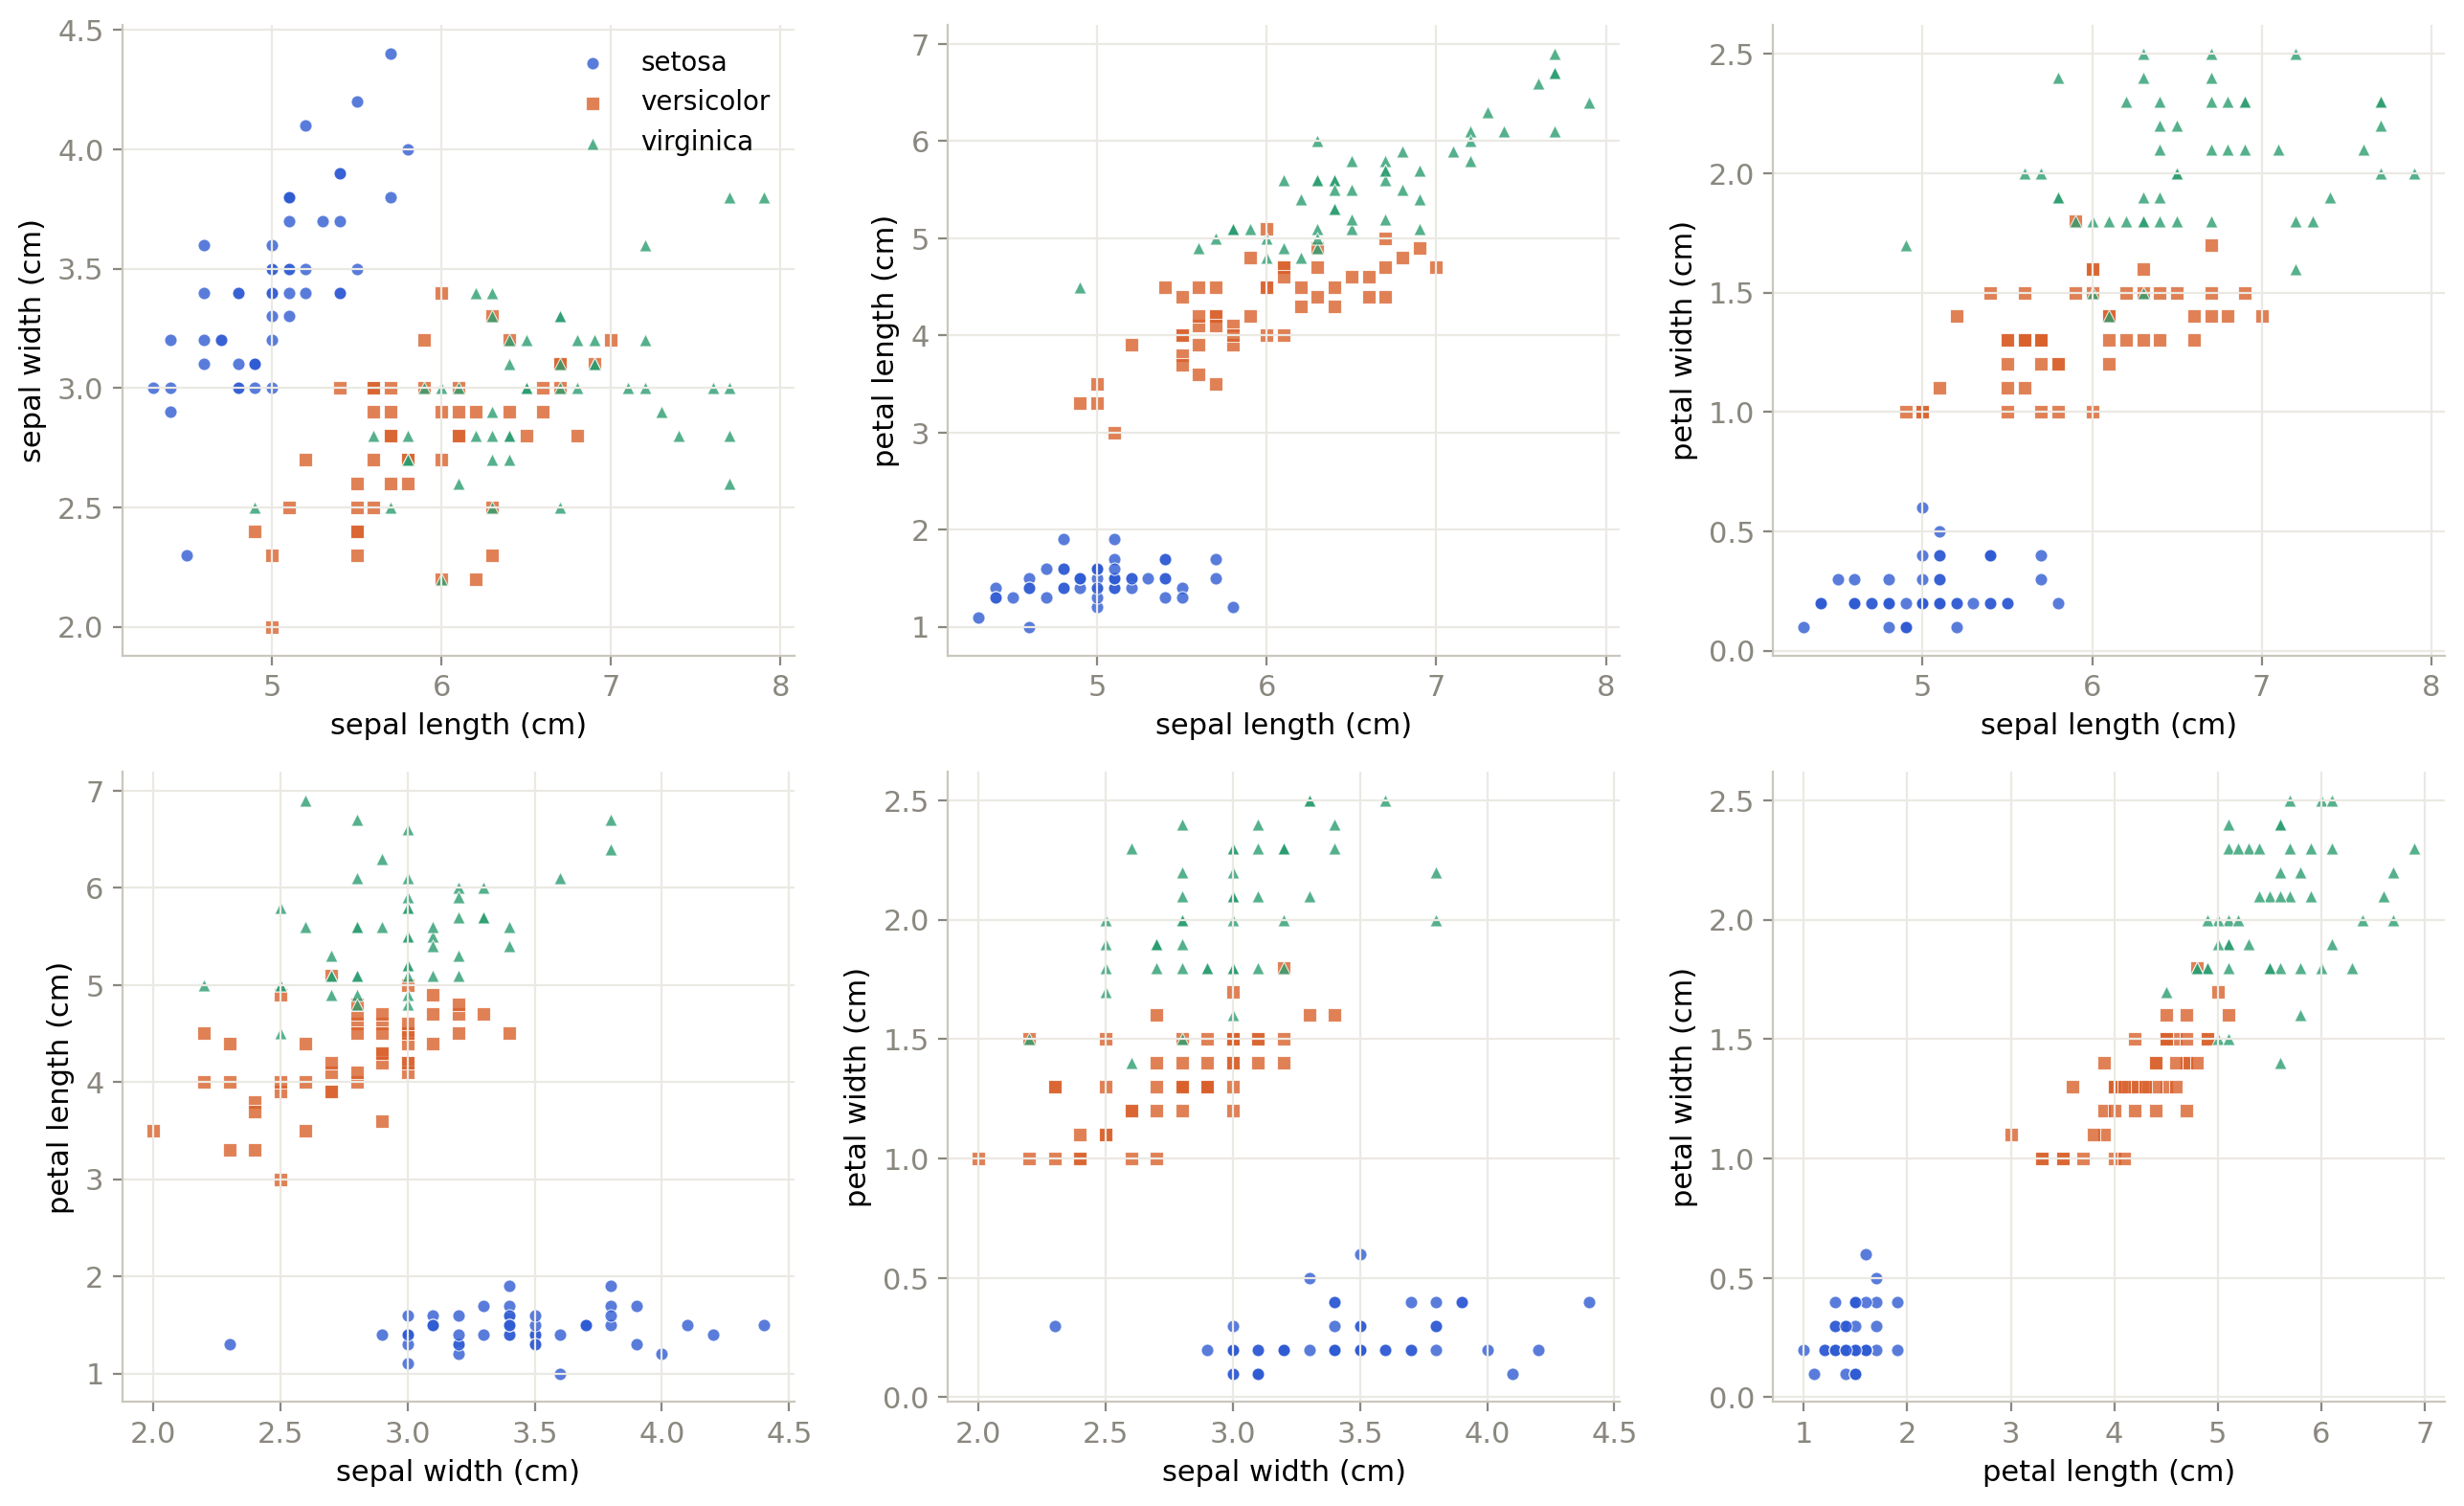 4.5
4.0
3.5
3.0
2.5
2.0
sepal width (cm)
5 6 7 8
sepal length (cm)
setosa
versicolor
virginica
7
6
5
4
3
2
1
petal length (cm)
5 6 7 8
sepal length (cm)
2.5
2.0
1.5
1.0
0.5
0.0
petal width (cm)
5 6 7 8
sepal length (cm)
7
6
5
4
3
2
1
petal length (cm)
2.0 2.5 3.0 3.5 4.0 4.5
sepal width (cm)
2.5
2.0
1.5
1.0
0.5
0.0
petal width (cm)
2.0 2.5 3.0 3.5 4.0 4.5
sepal width (cm)
2.5
2.0
1.5
1.0
0.5
0.0
petal width (cm)
1 2 3 4 5 6 7
petal length (cm)